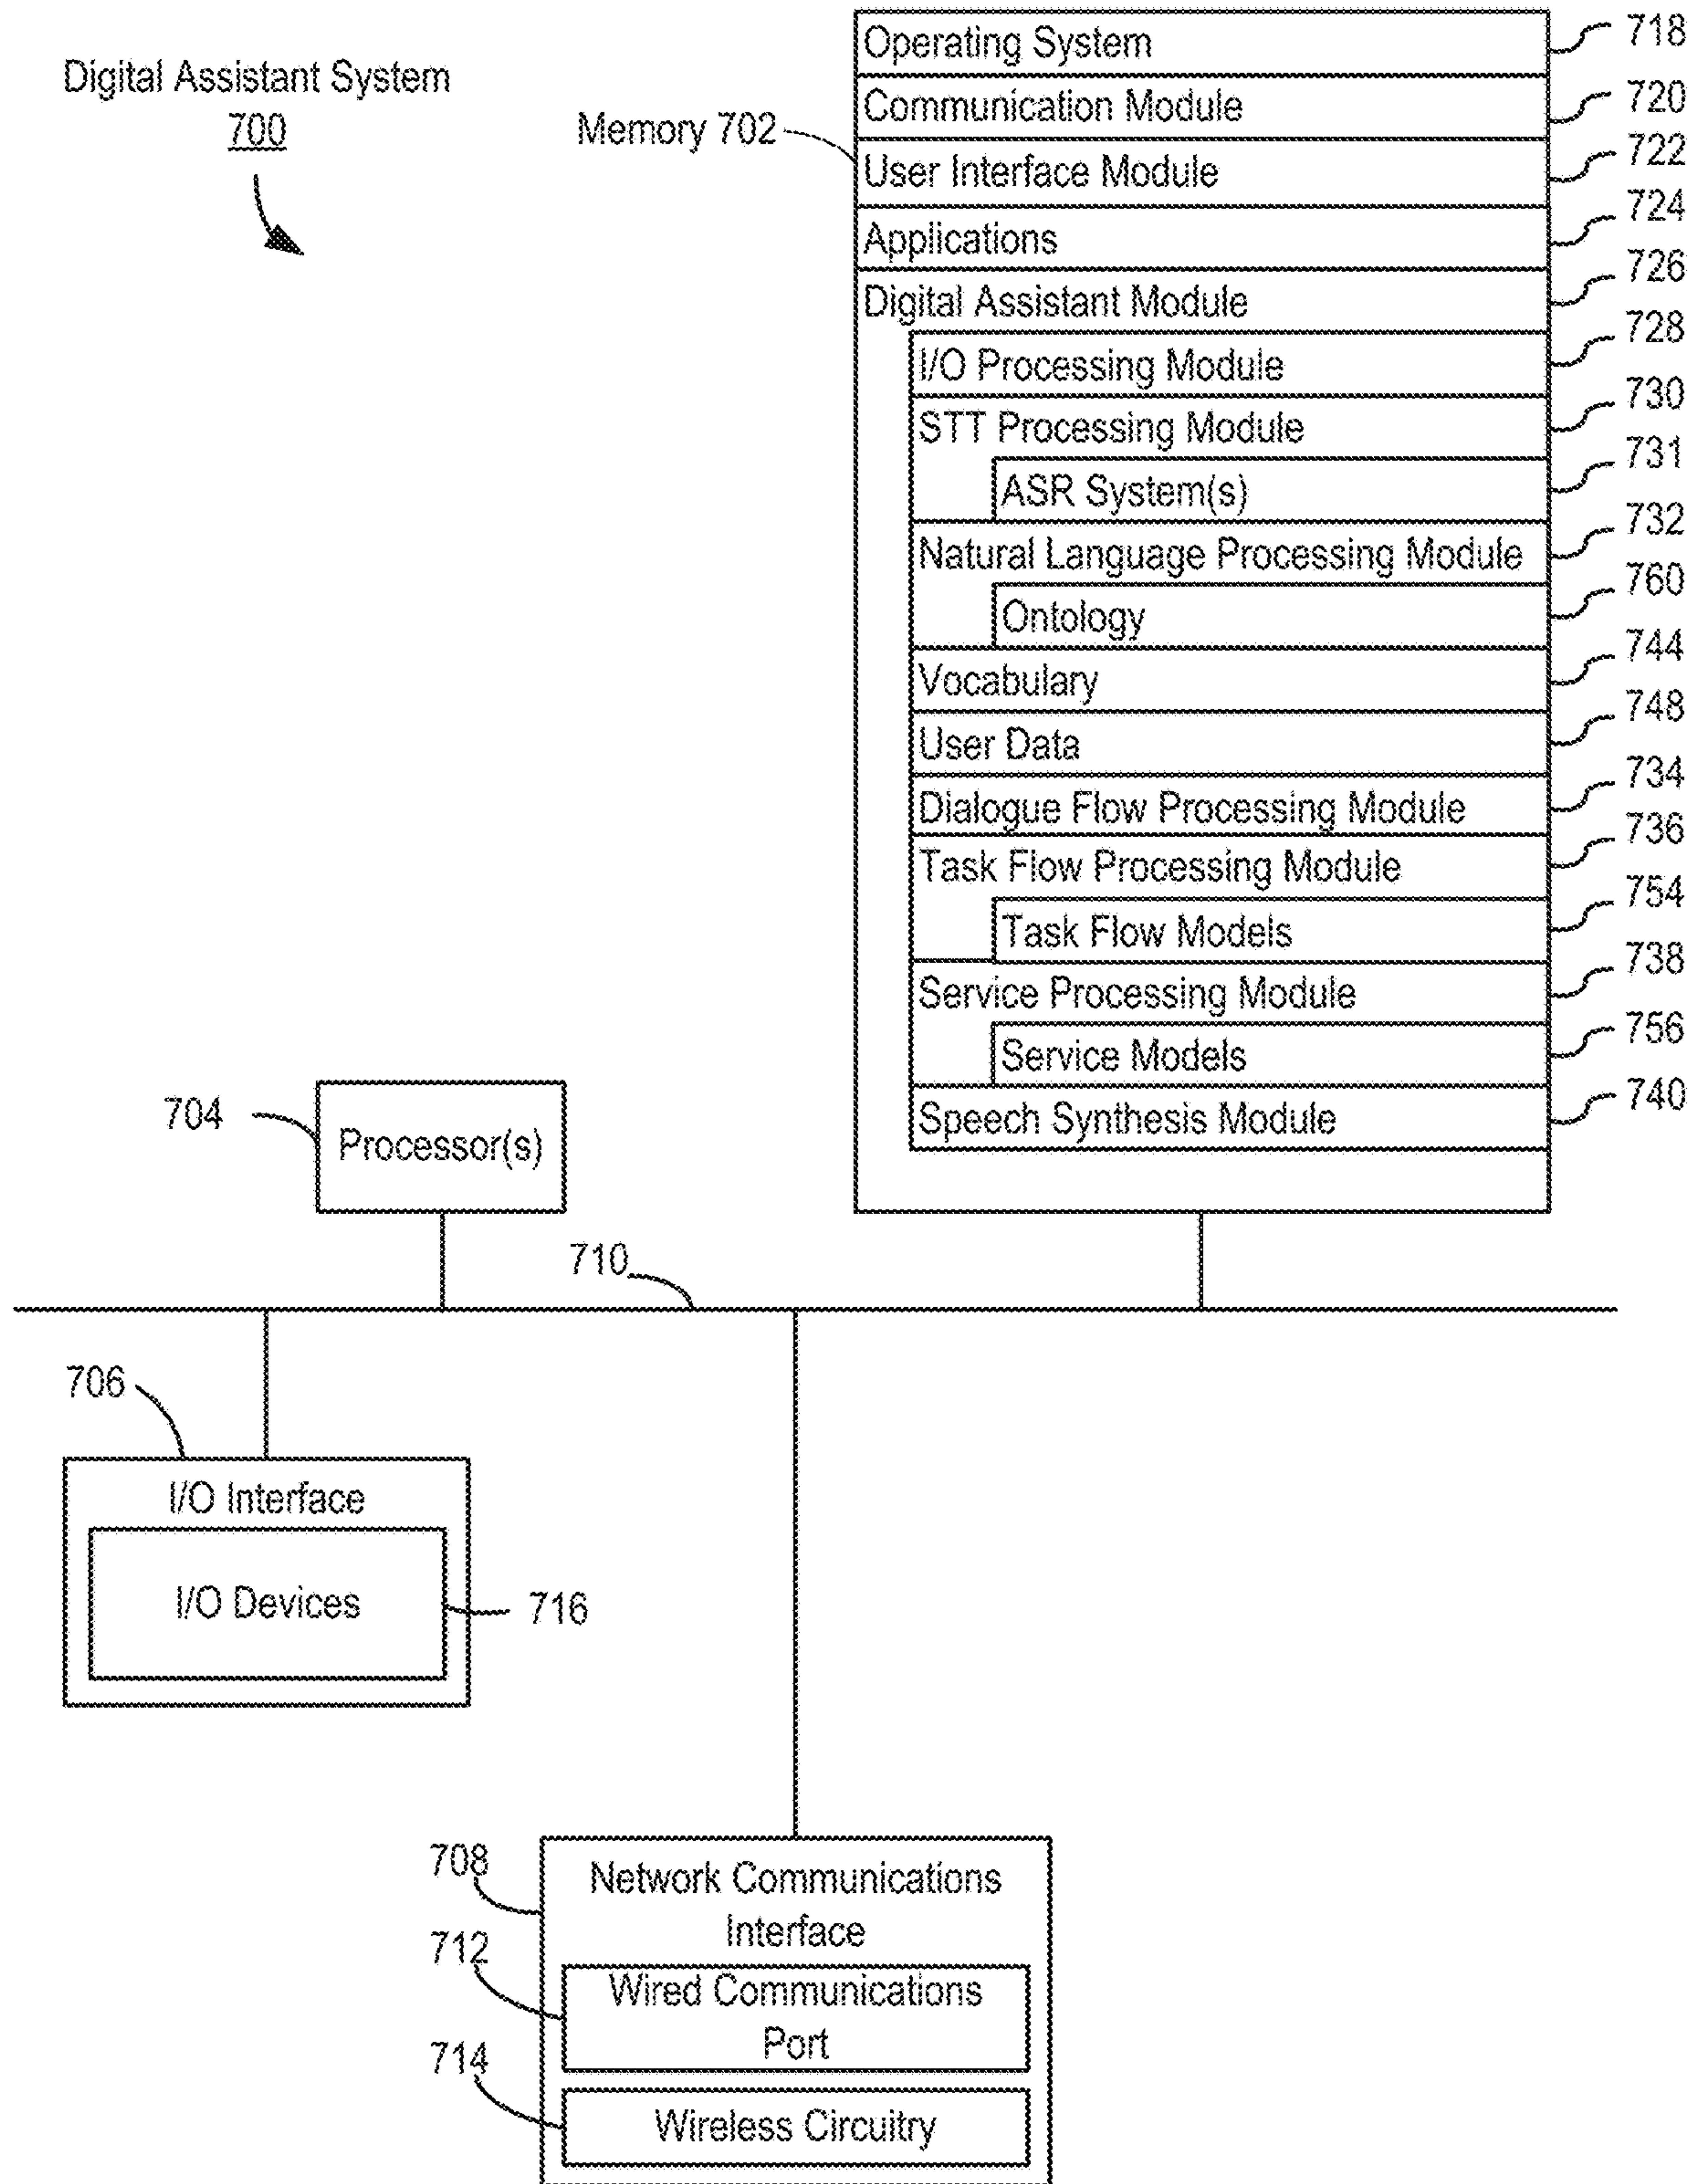 Digital Assistant System
700
Memory 702
Operating System 718
Communication Module 720
User Interface Module 722
Applications 724
Digital Assistant Module 726
I/O Processing Module 728
STT Processing Module 730
ASR System(s) 731
Natural Language Processing Module 732
Ontology 760
Vocabulary 744
User Data 748
Dialogue Flow Processing Module 734
Task Flow Processing Module 736
Task Flow Models 754
Service Processing Module 738
Service Models 756
Speech Synthesis Module 740
704
Processor(s)
710
706
I/O Interface
I/O Devices
716
708
Network Communications
Interface
712
Wired Communications
Port
714
Wireless Circuitry